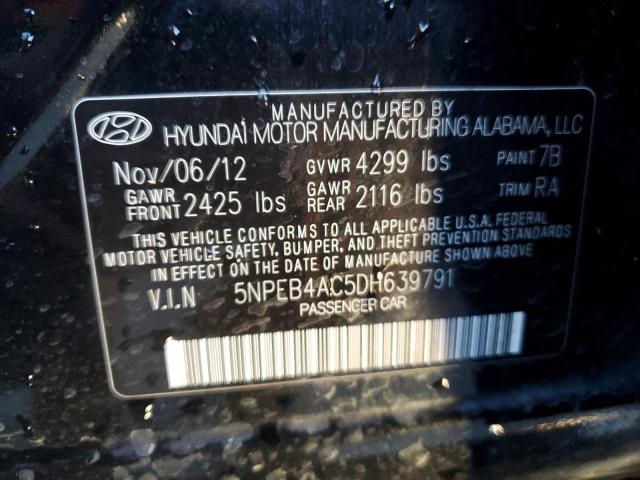 MANUFACTURED BY
HYUNDAI MOTOR MANUFACTURING ALABAMA, LLC
Nov/06/12 GVWR 4299 lbs PAINT 7B
GAWR FRONT 2425 lbs GAWR REAR 2116 lbs TRIM RA
THIS VEHICLE CONFORMS TO ALL APPLICABLE U.S.A. FEDERAL
MOTOR VEHICLE SAFETY, BUMPER, AND THEFT PREVENTION STANDARDS
IN EFFECT ON THE DATE OF MANUFACTURE SHOWN ABOVE.
V.I.N 5NPEB4AC5DH639791
PASSENGER CAR